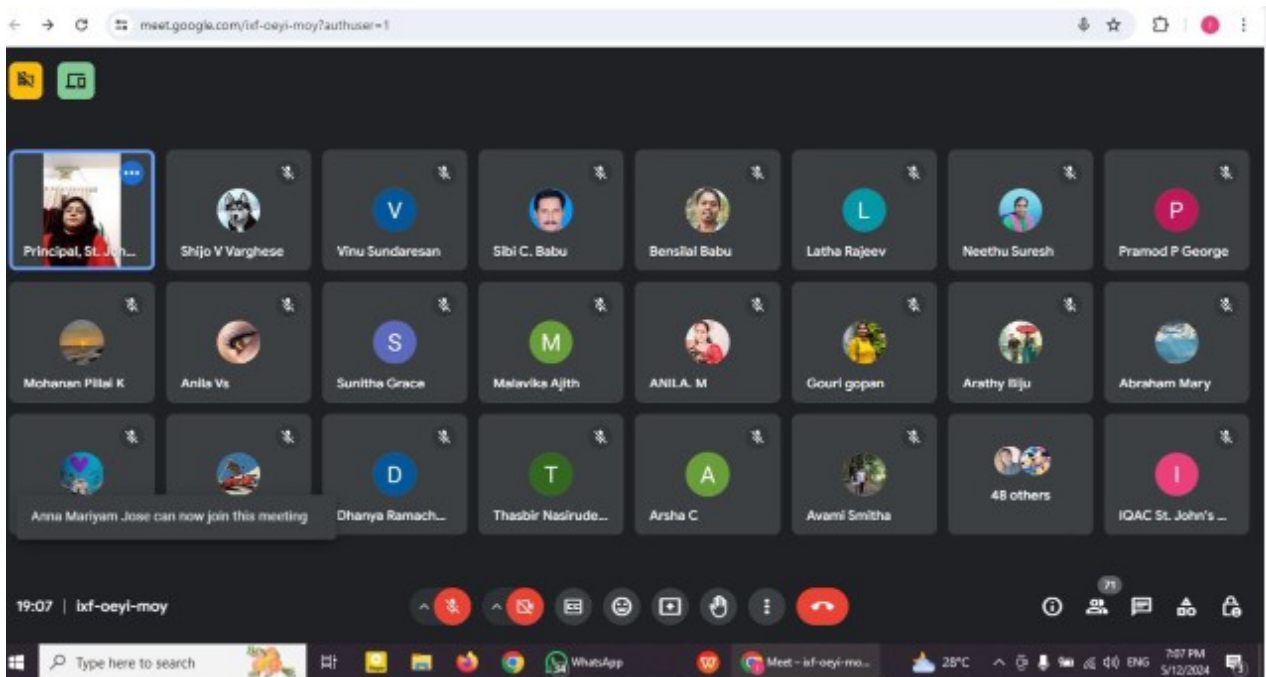 meet.google.com/ixf-oeyi-moy?authuser=1
I
Principal, St. Joh...
Shijo V Varghese
V
Vinu Sundaresan
Sibi C. Babu
Bensilal Babu
L
Latha Rajeev
Neethu Suresh
P
Pramod P George
Mohanan Pillai K
Anila Vs
S
Sunitha Grace
M
Malavika Ajith
ANILA. M
Gouri gopan
Arathy Biju
Abraham Mary
Anna Mariyam Jose can now join this meeting
D
Dhanya Ramach...
T
Thasbir Nasirude...
A
Arsha C
Avami Smitha
48 others
I
IQAC St. John's ...
19:07 | ixf-oeyi-moy
71
Type here to search
WhatsApp
Meet – ixf-oeyi-mo...
28°C
ENG
7:07 PM
5/12/2024